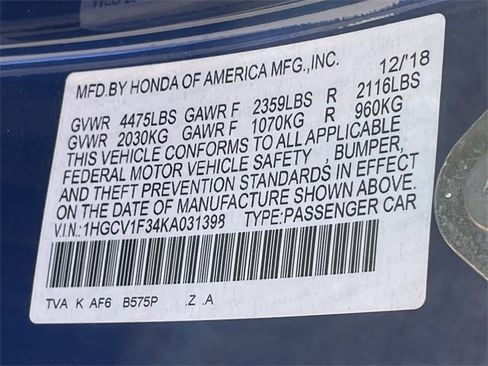 MFD.BY HONDA OF AMERICA MFG.,INC. 12/'18
GVWR 4475LBS GAWR F 2359LBS R 2116LBS
GVWR 2030KG GAWR F 1070KG R 960KG
THIS VEHICLE CONFORMS TO ALL APPLICABLE
FEDERAL MOTOR VEHICLE SAFETY , BUMPER,
AND THEFT PREVENTION STANDARDS IN EFFECT
ON THE DATE OF MANUFACTURE SHOWN ABOVE.
V.I.N.:1HGCV1F34KA031398 TYPE:PASSENGER CAR
TVA K AF6 B575P .Z .A